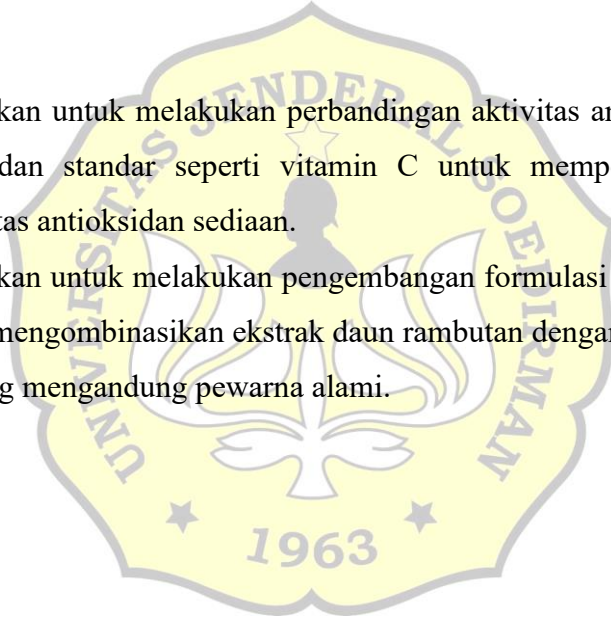 kan untuk melakukan perbandingan aktivitas an
dan standar seperti vitamin C untuk memp
tas antioksidan sediaan.
kan untuk melakukan pengembangan formulasi
mengombinasikan ekstrak daun rambutan dengan
g mengandung pewarna alami.
UNIVERSITAS JENDERAL SOEDIRMAN
1963